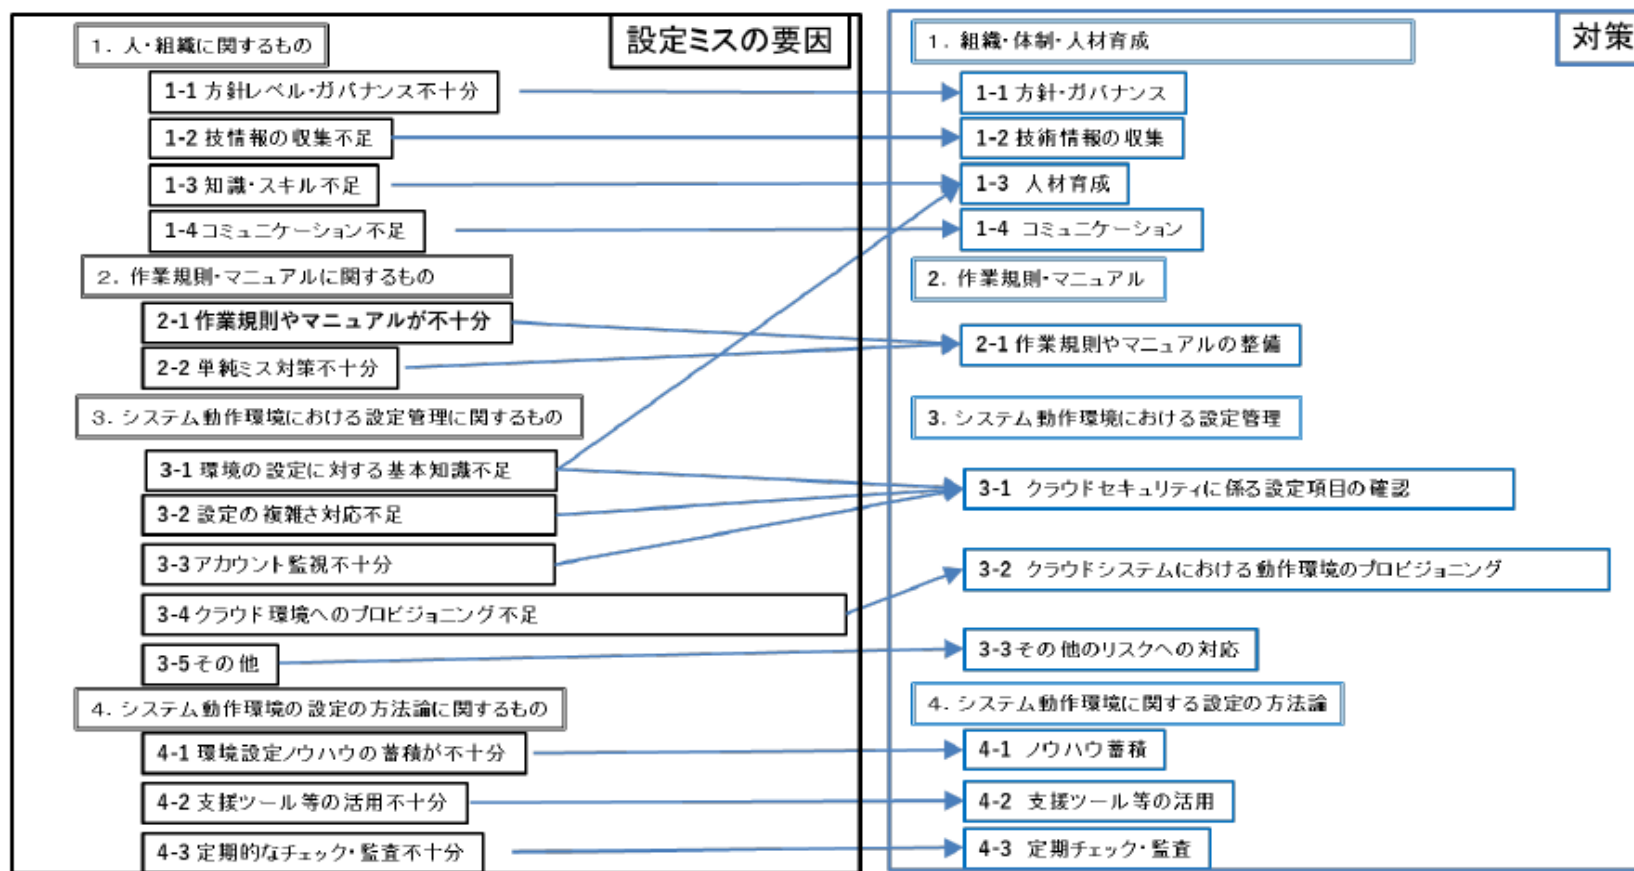 設定ミスの要因
1. 人・組織に関するもの
1-1 方針レベル・ガバナンス不十分
1-2 技情報の収集不足
1-3 知識・スキル不足
1-4 コミュニケーション不足
2. 作業規則・マニュアルに関するもの
2-1 作業規則やマニュアルが不十分
2-2 単純ミス対策不十分
3. システム動作環境における設定管理に関するもの
3-1 環境の設定に対する基本知識不足
3-2 設定の複雑さ対応不足
3-3 アカウント監視不十分
3-4 クラウド環境へのプロビジョニング不足
3-5 その他
4. システム動作環境の設定の方法論に関するもの
4-1 環境設定ノウハウの蓄積が不十分
4-2 支援ツール等の活用不十分
4-3 定期的なチェック・監査不十分
対策
1. 組織・体制・人材育成
1-1 方針・ガバナンス
1-2 技術情報の収集
1-3 人材育成
1-4 コミュニケーション
2. 作業規則・マニュアル
2-1 作業規則やマニュアルの整備
3. システム動作環境における設定管理
3-1 クラウドセキュリティに係る設定項目の確認
3-2 クラウドシステムにおける動作環境のプロビジョニング
3-3 その他のリスクへの対応
4. システム動作環境に関する設定の方法論
4-1 ノウハウ蓄積
4-2 支援ツール等の活用
4-3 定期チェック・監査